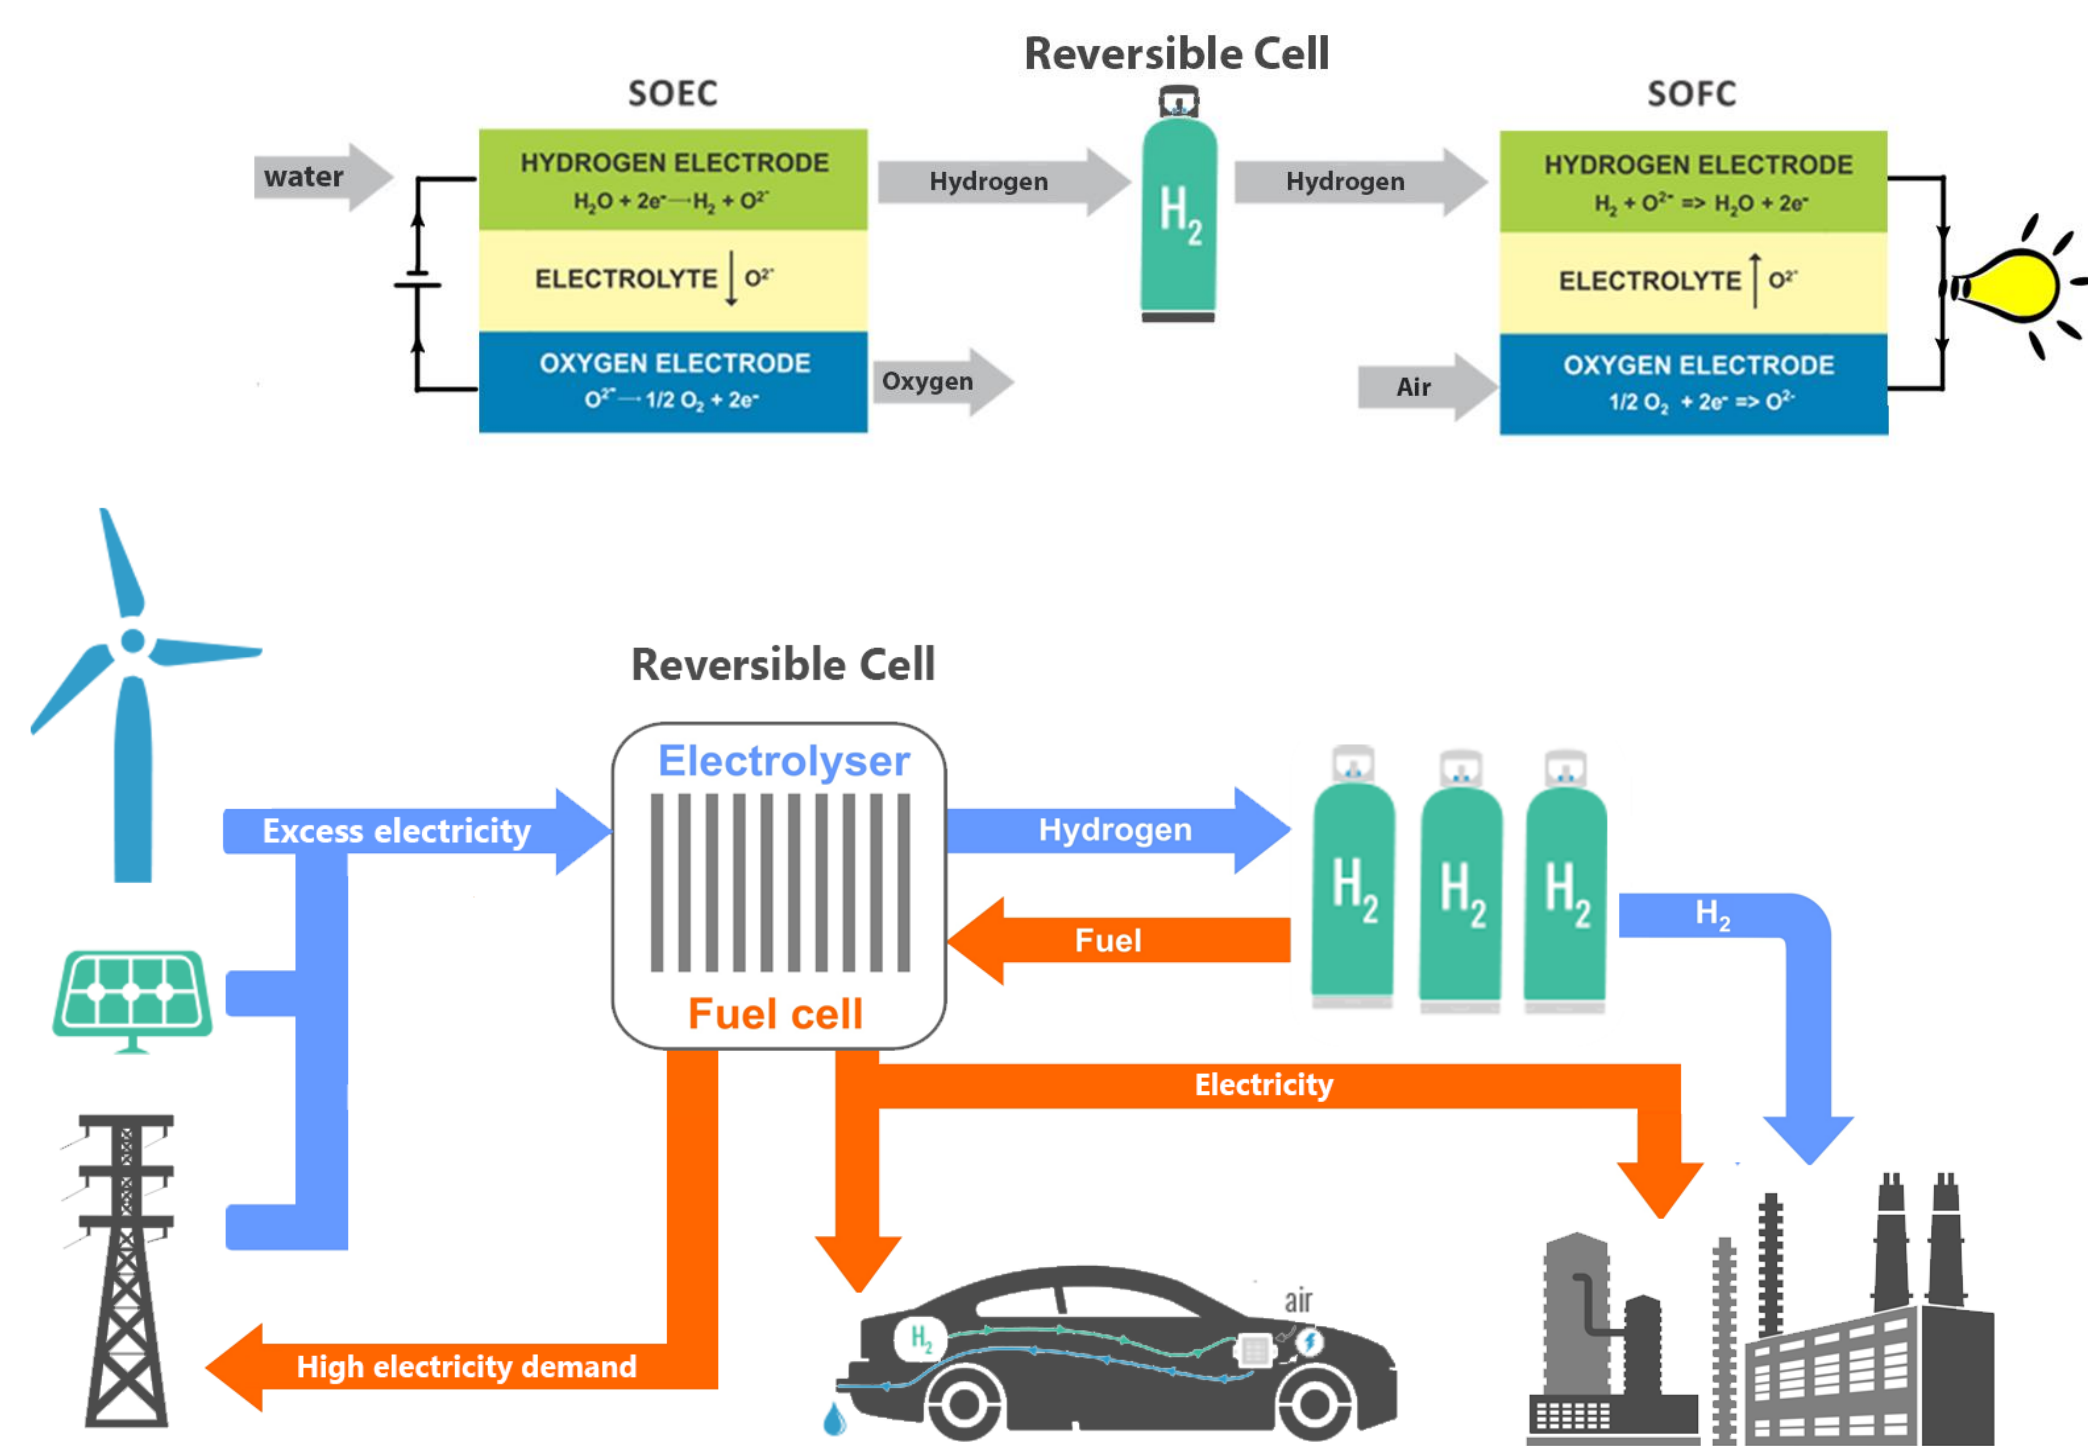 Reversible Cell
SOEC
SOFC
water
HYDROGEN ELECTRODE
H₂O + 2e⁻ → H₂ + O²⁻
ELECTROLYTE O²⁻
OXYGEN ELECTRODE
O²⁻ → 1/2 O₂ + 2e⁻
Hydrogen
Oxygen
H₂
Hydrogen
Air
HYDROGEN ELECTRODE
H₂ + O²⁻ => H₂O + 2e⁻
ELECTROLYTE O²⁻
OXYGEN ELECTRODE
1/2 O₂ + 2e⁻ => O²⁻
Reversible Cell
Electrolyser
Fuel cell
Excess electricity
Hydrogen
Fuel
H₂
H₂
H₂
H₂
Electricity
High electricity demand
H₂
air